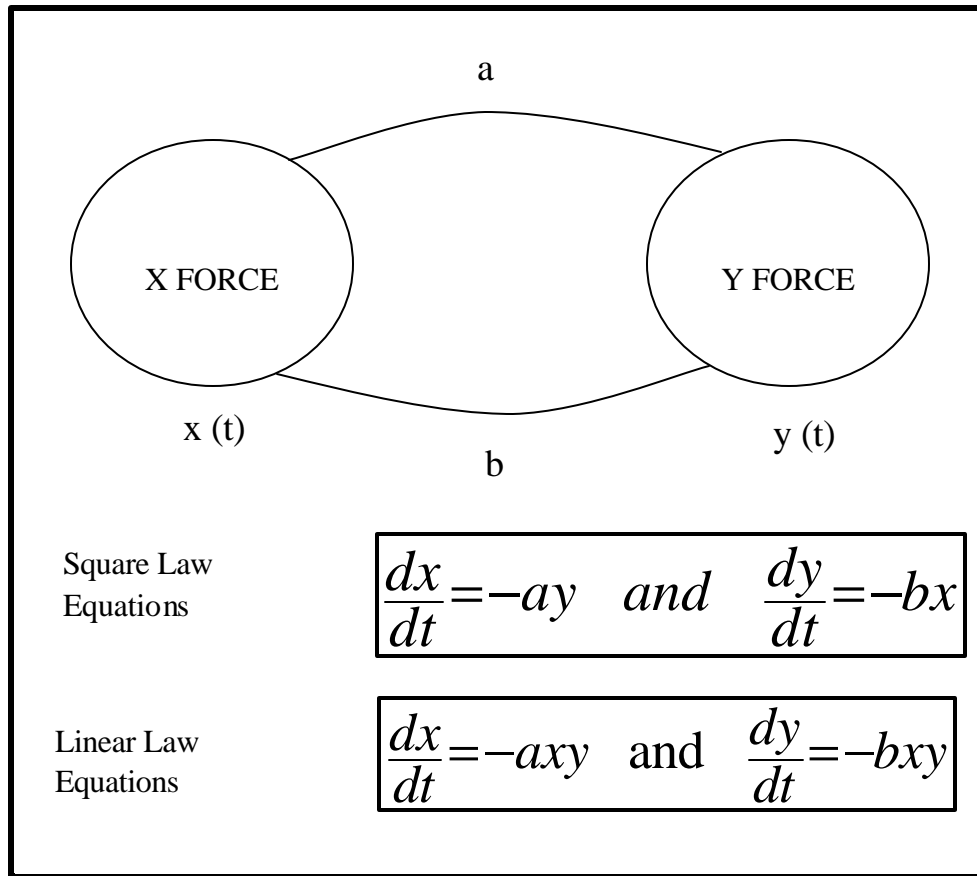 a
X FORCE
Y FORCE
x (t)
y (t)
b
Square Law
Equations
dx/dt=-ay and dy/dt=-bx
Linear Law
Equations
dx/dt=-axy and dy/dt=-bxy